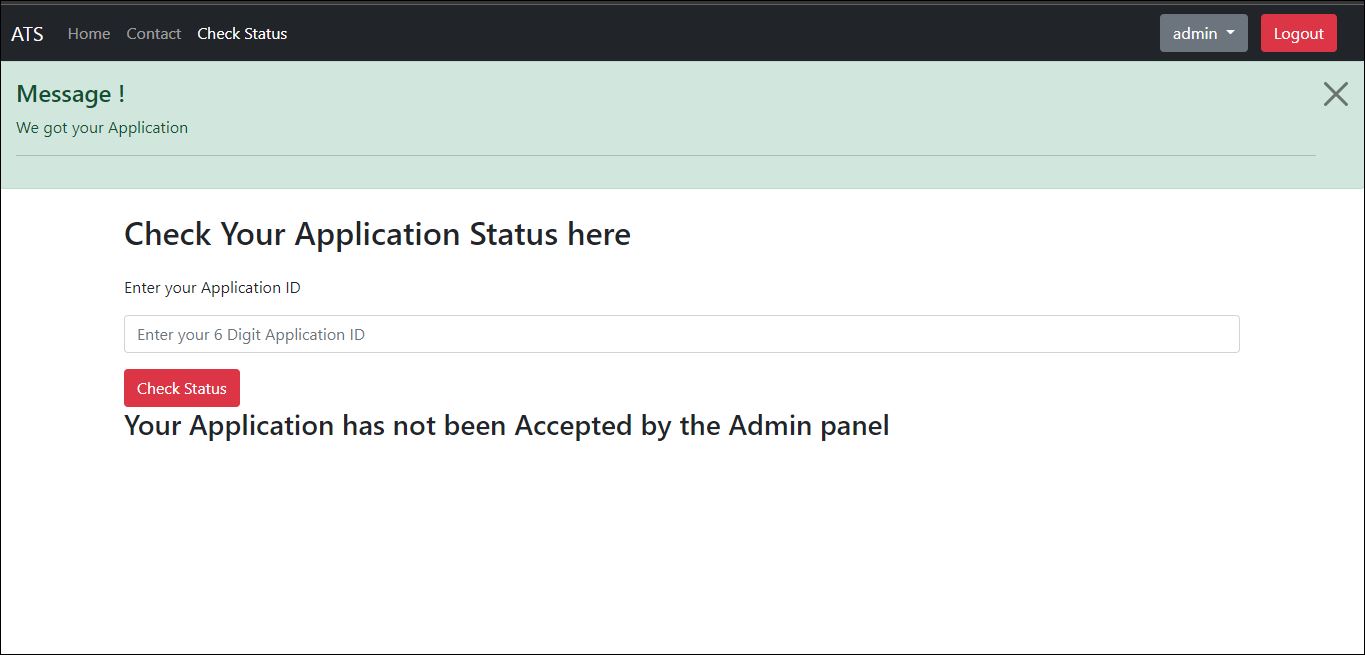 ATS Home Contact Check Status admin Logout
Message !
We got your Application
Check Your Application Status here
Enter your Application ID
Enter your 6 Digit Application ID
Check Status
Your Application has not been Accepted by the Admin panel